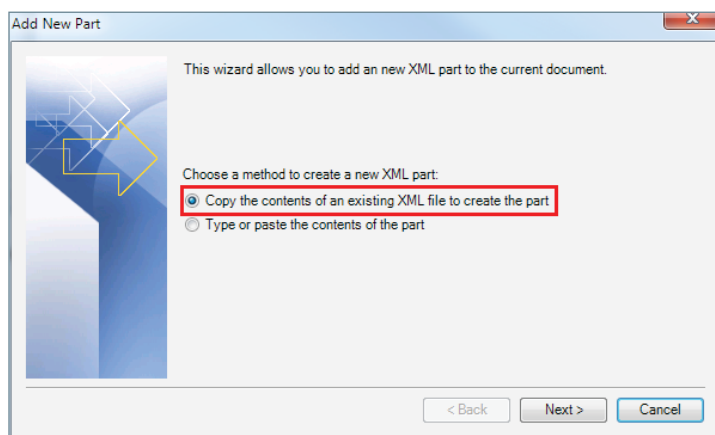 Add New Part
This wizard allows you to add an new XML part to the current document.
Choose a method to create a new XML part:
Copy the contents of an existing XML file to create the part
Type or paste the contents of the part
< Back
Next >
Cancel